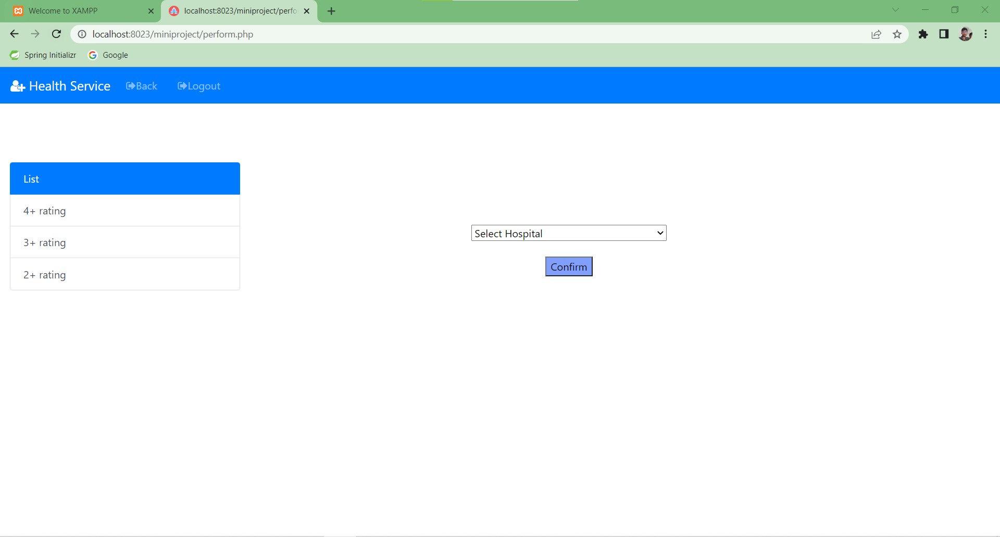 Welcome to XAMPP
localhost:8023/miniproject/perfo
localhost:8023/miniproject/perform.php
Spring Initializr
Google
Health Service
Back
Logout
List
4+ rating
3+ rating
2+ rating
Select Hospital
Confirm